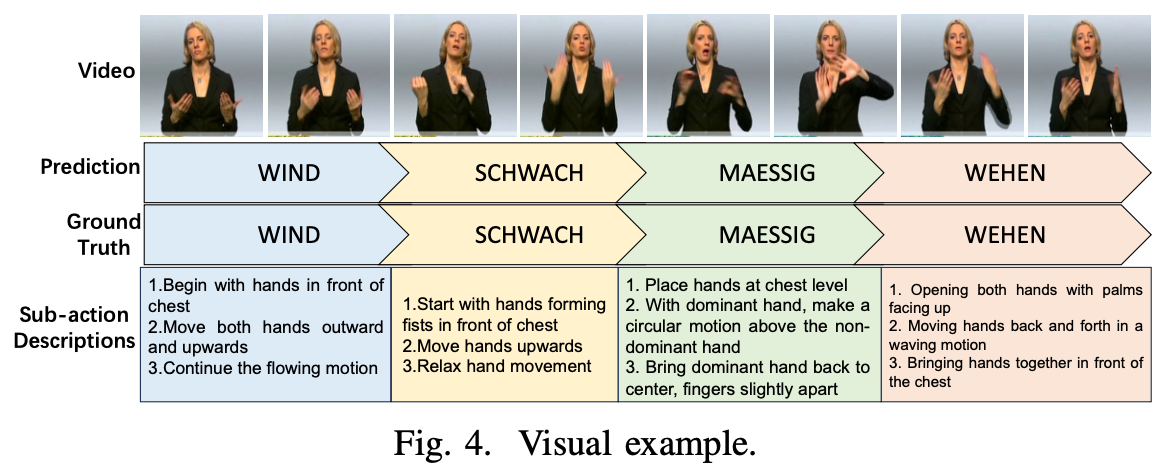 Video
Prediction
WIND SCHWACH MAESSIG WEHEN
Ground
Truth
WIND SCHWACH MAESSIG WEHEN
Sub-action
Descriptions
1.Begin with hands in front of
chest
2.Move both hands outward
and upwards
3.Continue the flowing motion
1.Start with hands forming
fists in front of chest
2.Move hands upwards
3.Relax hand movement
1. Place hands at chest level
2. With dominant hand, make a
circular motion above the non-
dominant hand
3. Bring dominant hand back to
center, fingers slightly apart
1. Opening both hands with palms
facing up
2. Moving hands back and forth in a
waving motion
3. Bringing hands together in front of
the chest
Fig. 4. Visual example.